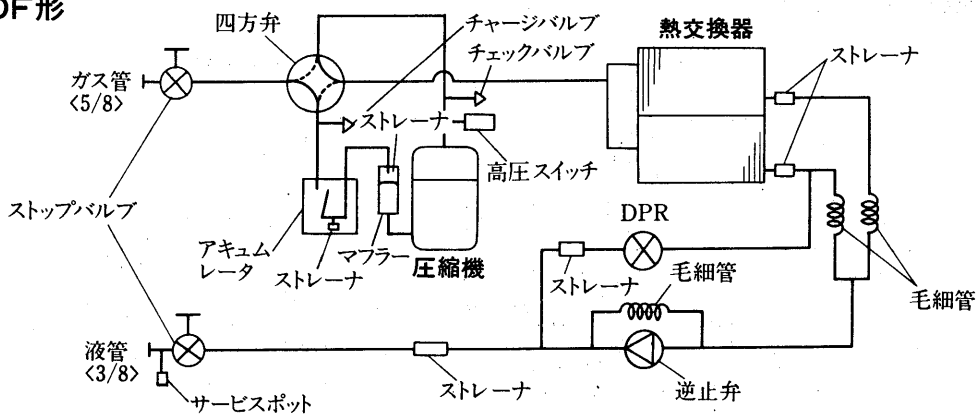 DF形
四方弁
チャージバルブ
チェックバルブ
熱交換器
ストレーナ
ガス管
<5/8>
ストレーナ
高圧スイッチ
ストップバルブ
DPR
アキュム
レータ
ストレーナ
マフラー
圧縮機
ストレーナ
毛細管
毛細管
液管
<3/8>
ストレーナ
逆止弁
サービスポット